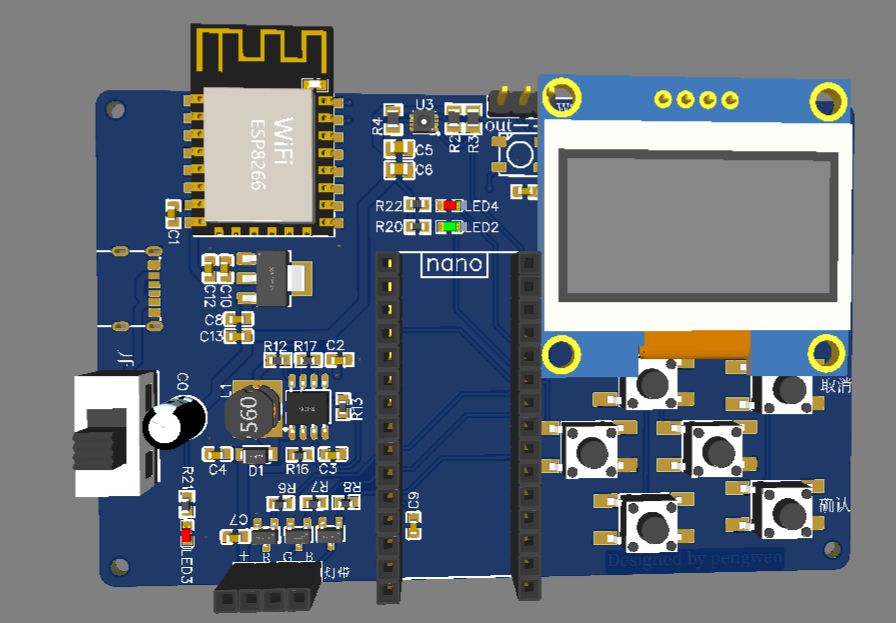 WiFi
ESP8266
U3
R4
R2
R3
out
C5
C6
R22
LED4
R20
LED2
C1
nano
C12
C10
C8
C13
R12
R17
C2
C0
560
R13
取消
C4
D1
R16
C3
R21
R6
R7
R8
C9
C7
确认
LED3
+
R
G
B
灯带
Designed by pengwen